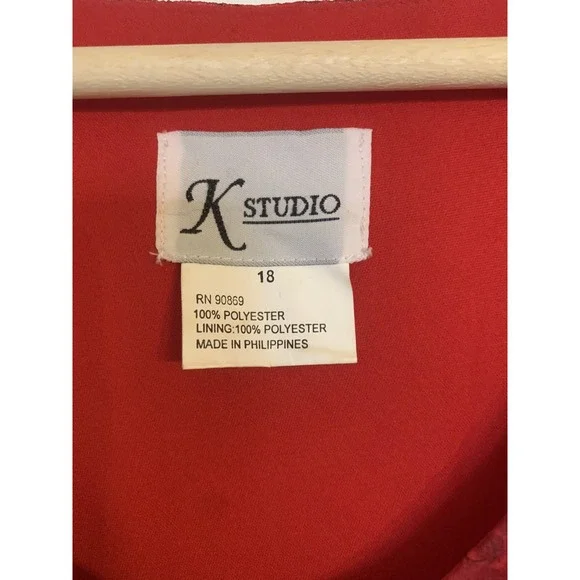 K STUDIO
18
RN 90869
100% POLYESTER
LINING:100% POLYESTER
MADE IN PHILIPPINES